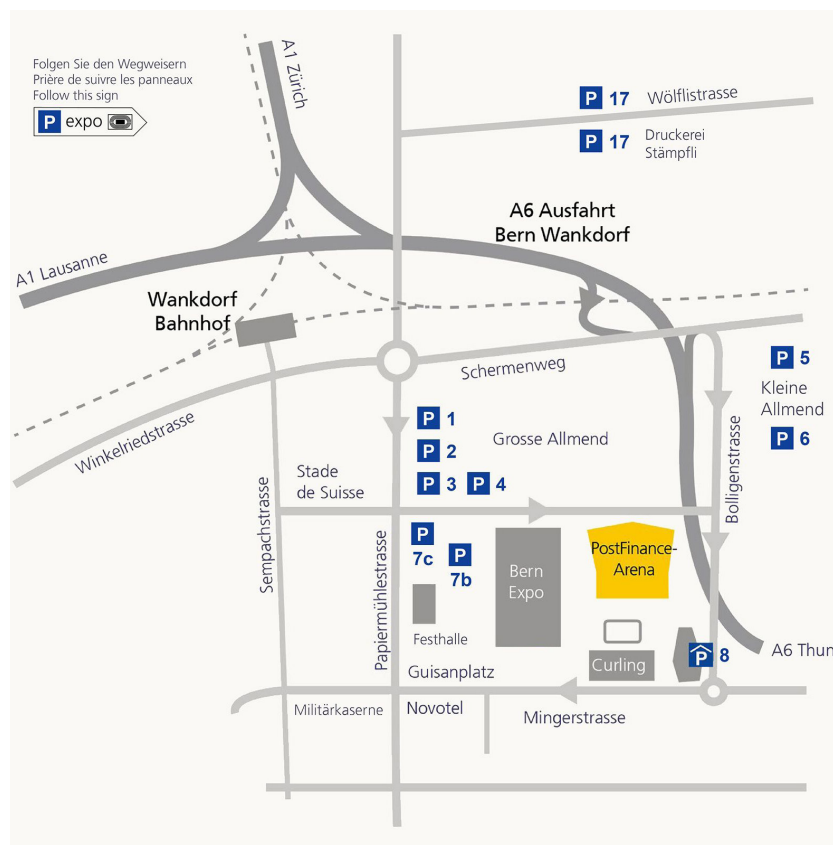 Folgen Sie den Wegweisern
Prière de suivre les panneaux
Follow this sign
P expo
A1 Zürich
P 17 Wölflistrasse
P 17 Druckerei
Stämpfli
A6 Ausfahrt
Bern Wankdorf
A1 Lausanne
Wankdorf
Bahnhof
Schermenweg
P 5
Kleine
Allmend
P 6
Winkelriedstrasse
P 1
P 2
P 3 P 4
Grosse Allmend
Bolligenstrasse
Stade
de Suisse
Sempachstrasse
Papiermühlestrasse
P
7c
P
7b
Bern
Expo
PostFinance-
Arena
Festhalle
Curling
P 8
A6 Thun
Guisanplatz
Militärkaserne
Novotel
Mingerstrasse